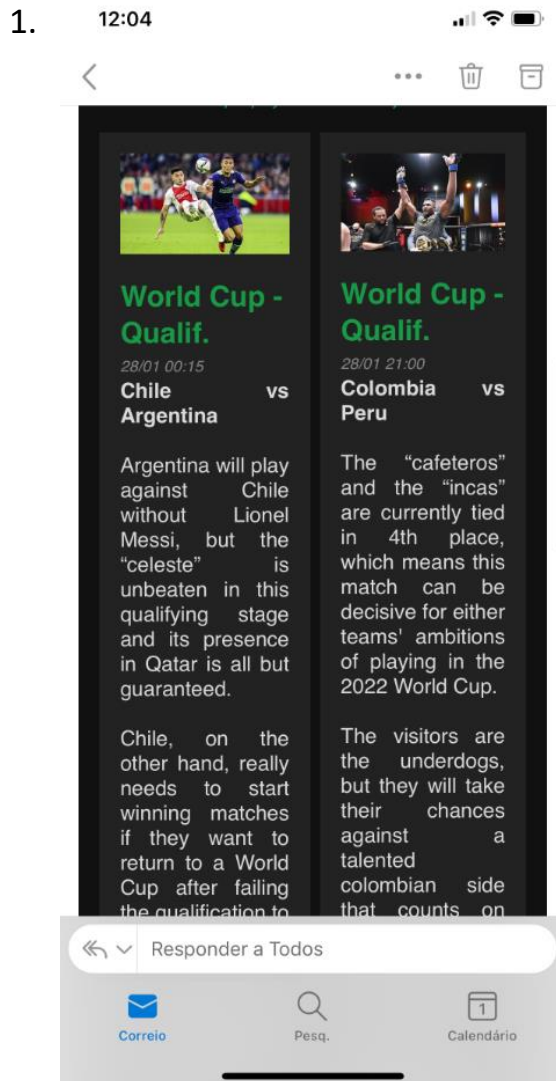 1.
12:04
World Cup -
Qualif.
28/01 00:15
Chile vs
Argentina
Argentina will play
against Chile
without Lionel
Messi, but the
“celeste” is
unbeaten in this
qualifying stage
and its presence
in Qatar is all but
guaranteed.
Chile, on the
other hand, really
needs to start
winning matches
if they want to
return to a World
Cup after failing
the qualification to
World Cup -
Qualif.
28/01 21:00
Colombia vs
Peru
The “cafeteros”
and the “incas”
are currently tied
in 4th place,
which means this
match can be
decisive for either
teams' ambitions
of playing in the
2022 World Cup.
The visitors are
the underdogs,
but they will take
their chances
against a
talented
colombian side
that counts on
Responder a Todos
Correio
Pesq.
1
Calendário